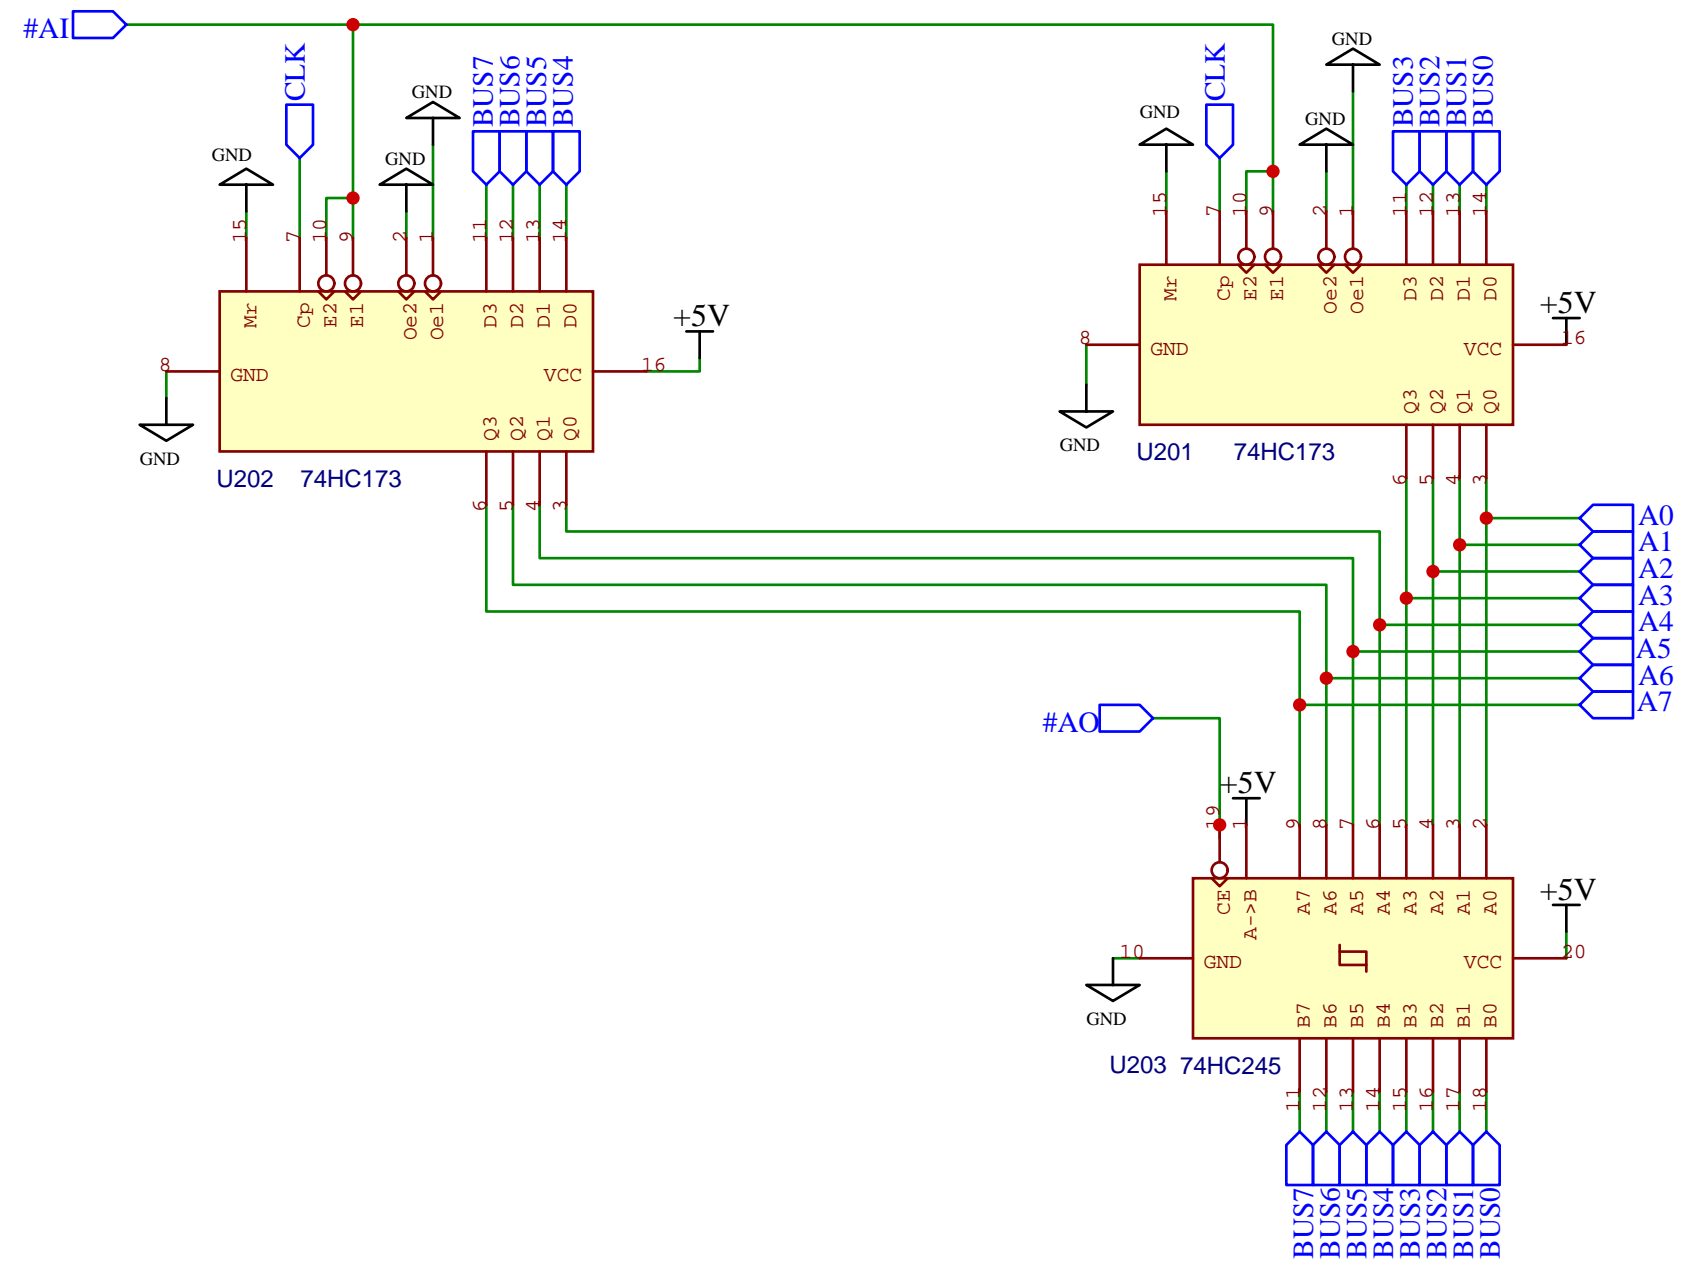 #AI
CLK
GND
GND
GND
BUS7
BUS6
BUS5
BUS4
15
7
10
9
2
1
11
12
13
14
Mr
Cp
E2
E1
Oe2
Oe1
D3
D2
D1
D0
8
GND
VCC
16
+5V
GND
Q3
Q2
Q1
Q0
U202 74HC173
6
5
4
3
GND
CLK
GND
GND
BUS3
BUS2
BUS1
BUS0
15
7
10
9
2
1
11
12
13
14
Mr
Cp
E2
E1
Oe2
Oe1
D3
D2
D1
D0
8
GND
VCC
16
+5V
GND
Q3
Q2
Q1
Q0
U201 74HC173
6
5
4
3
A0
A1
A2
A3
A4
A5
A6
A7
#AO
+5V
19
1
9
8
7
6
5
4
3
2
CE
A->B
A7
A6
A5
A4
A3
A2
A1
A0
+5V
10
GND
VCC
20
GND
B7
B6
B5
B4
B3
B2
B1
B0
U203 74HC245
11
12
13
14
15
16
17
18
BUS7
BUS6
BUS5
BUS4
BUS3
BUS2
BUS1
BUS0